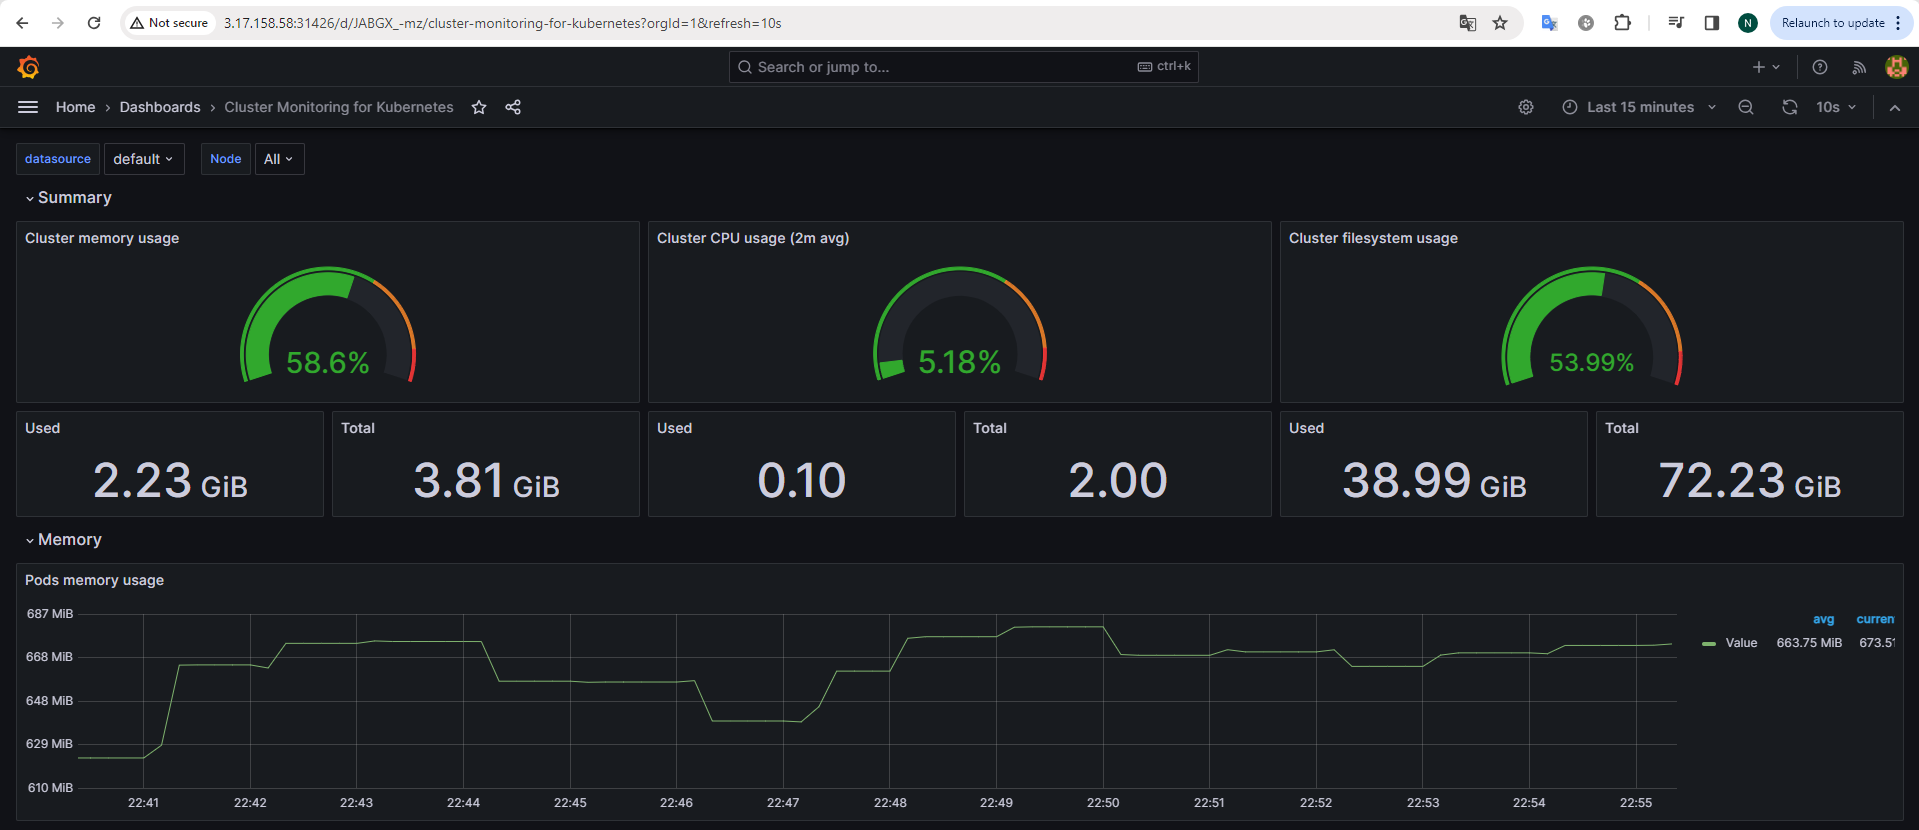 Not secure
3.17.158.58:31426/d/JABGX_-mz/cluster-monitoring-for-kubernetes?orgId=1&refresh=10s
N
Relaunch to update
Search or jump to...
ctrl+k
Home › Dashboards › Cluster Monitoring for Kubernetes
Last 15 minutes
10s
datasource
default
Node
All
Summary
Cluster memory usage
58.6%
Cluster CPU usage (2m avg)
5.18%
Cluster filesystem usage
53.99%
Used
2.23 GiB
Total
3.81 GiB
Used
0.10
Total
2.00
Used
38.99 GiB
Total
72.23 GiB
Memory
Pods memory usage
687 MiB
668 MiB
648 MiB
629 MiB
610 MiB
22:41 22:42 22:43 22:44 22:45 22:46 22:47 22:48 22:49 22:50 22:51 22:52 22:53 22:54 22:55
avg curren
Value 663.75 MiB 673.51